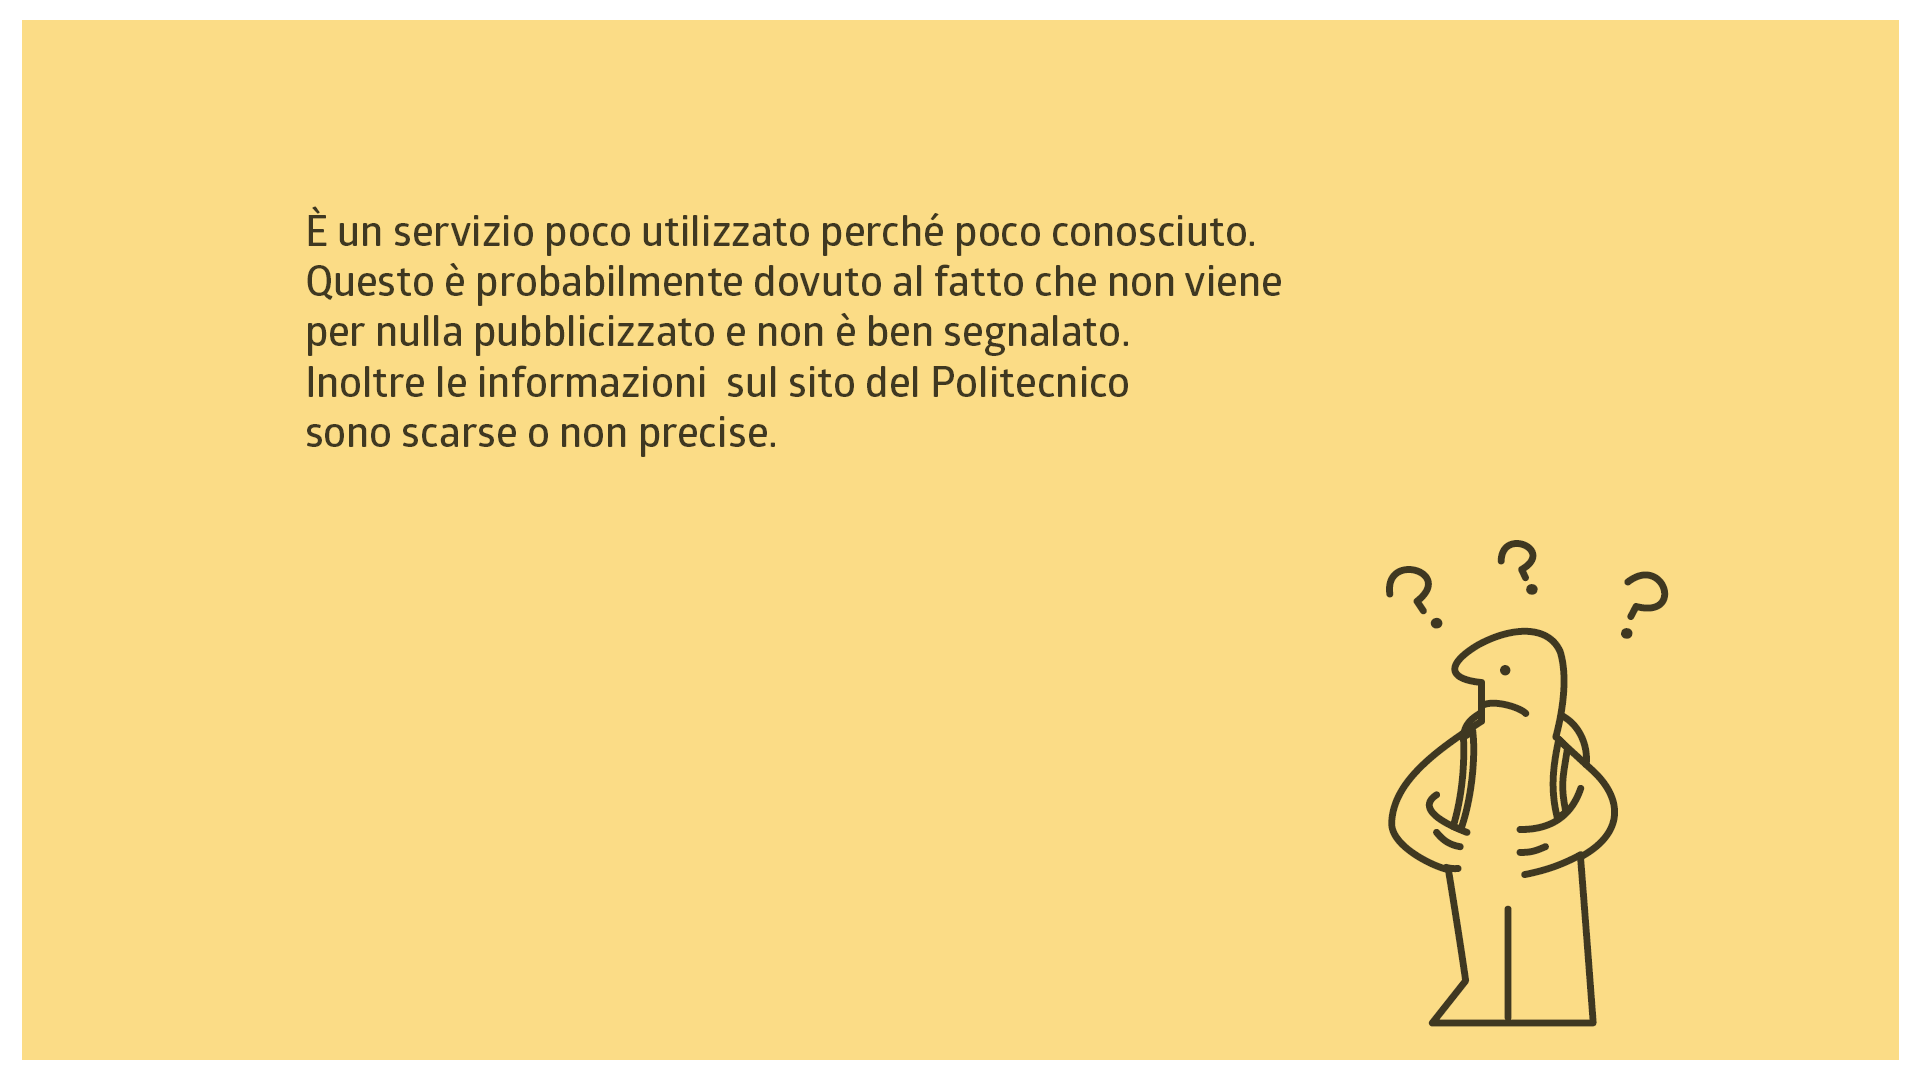 È un servizio poco utilizzato perché poco conosciuto.
Questo è probabilmente dovuto al fatto che non viene
per nulla pubblicizzato e non è ben segnalato.
Inoltre le informazioni  sul sito del Politecnico
sono scarse o non precise.
? ? ?